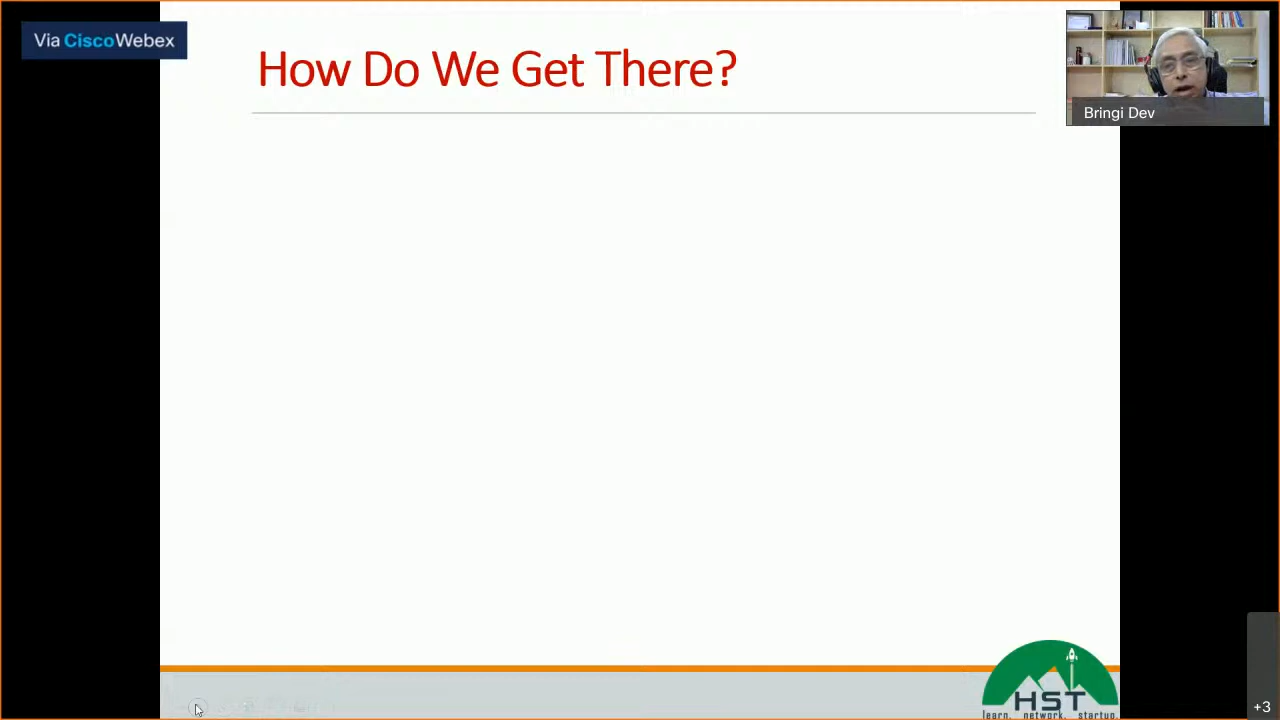 Via CiscoWebex
How Do We Get There?
Bringi Dev
HST
learn. network. startup.
+3